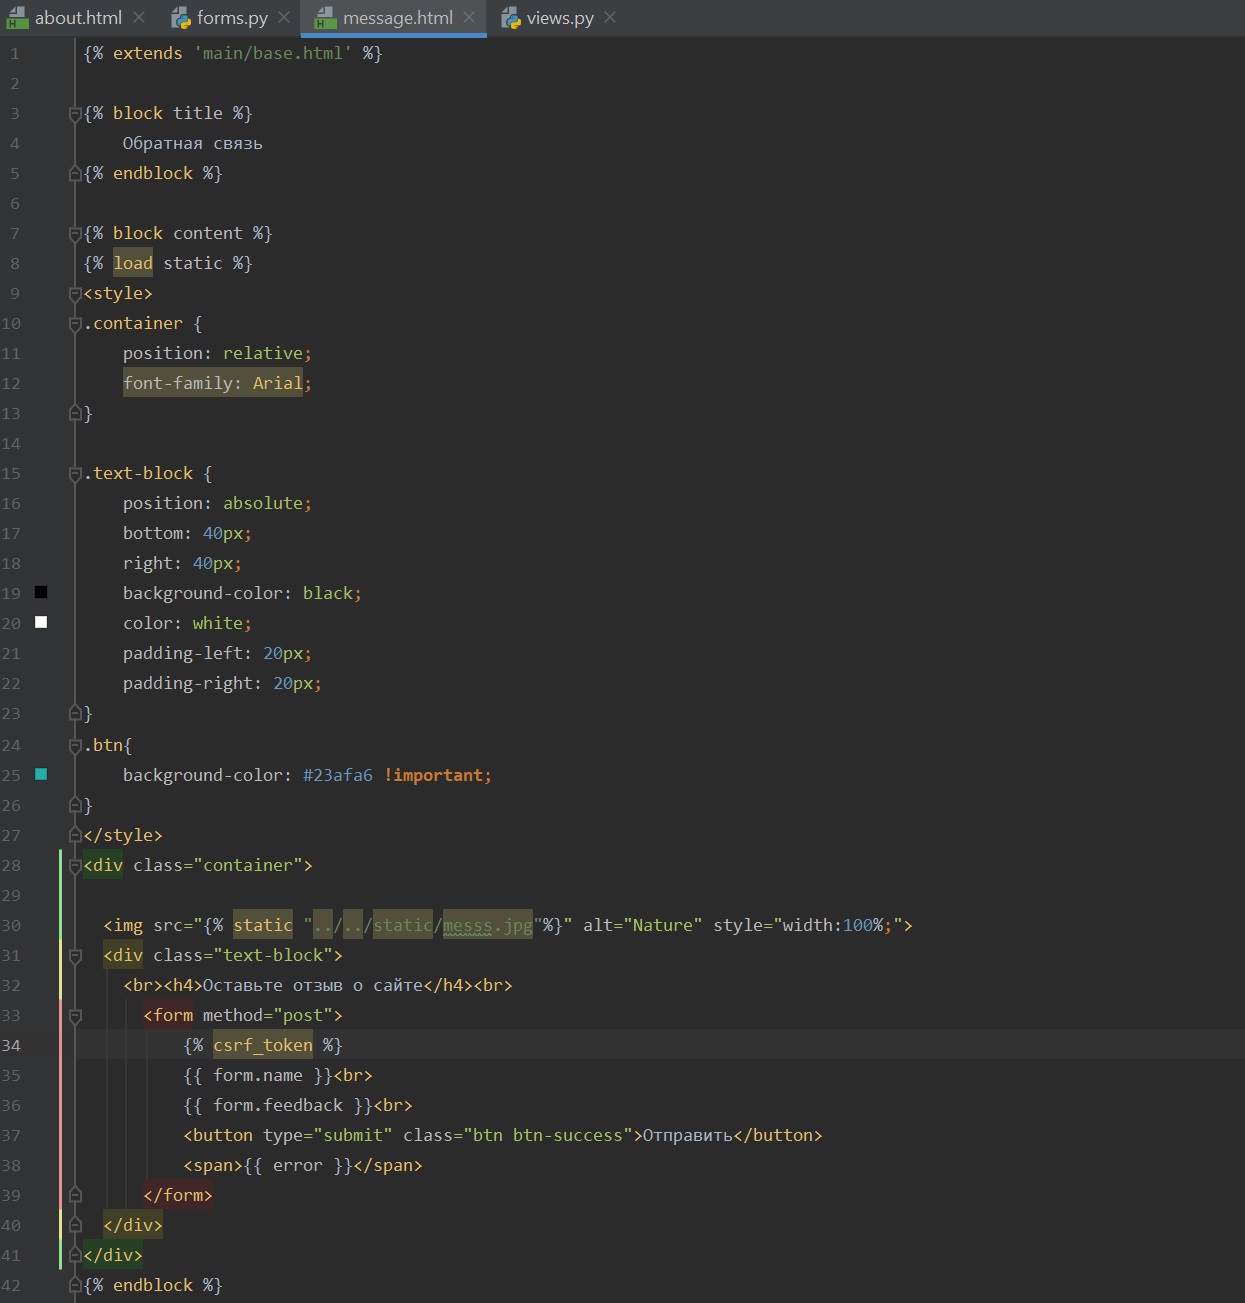 about.html forms.py message.html views.py
1 {% extends 'main/base.html' %}
2
3 {% block title %}
4 Обратная связь
5 {% endblock %}
6
7 {% block content %}
8 {% load static %}
9 <style>
10 .container {
11 position: relative;
12 font-family: Arial;
13 }
14
15 .text-block {
16 position: absolute;
17 bottom: 40px;
18 right: 40px;
19 background-color: black;
20 color: white;
21 padding-left: 20px;
22 padding-right: 20px;
23 }
24 .btn{
25 background-color: #23afa6 !important;
26 }
27 </style>
28 <div class="container">
29
30 <img src="{% static "../../static/messs.jpg"%}" alt="Nature" style="width:100%;">
31 <div class="text-block">
32 <br><h4>Оставьте отзыв о сайте</h4><br>
33 <form method="post">
34 {% csrf_token %}
35 {{ form.name }}<br>
36 {{ form.feedback }}<br>
37 <button type="submit" class="btn btn-success">Отправить</button>
38 <span>{{ error }}</span>
39 </form>
40 </div>
41 </div>
42 {% endblock %}